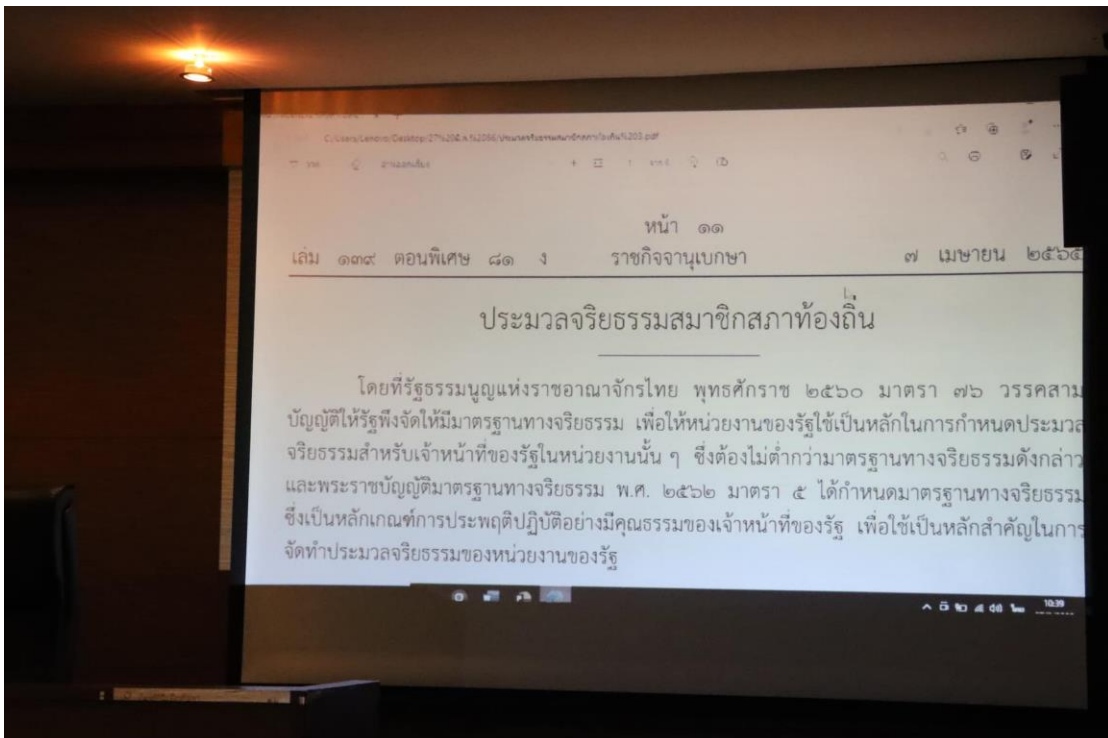 หน้า ๑๑
เล่ม ๑๓๙ ตอนพิเศษ ๘๑ ง ราชกิจจานุเบกษา ๗ เมษายน ๒๕๖๕
ประมวลจริยธรรมสมาชิกสภาท้องถิ่น
โดยที่รัฐธรรมนูญแห่งราชอาณาจักรไทย พุทธศักราช ๒๕๖๐ มาตรา ๗๖ วรรคสาม
บัญญัติให้รัฐพึงจัดให้มีมาตรฐานทางจริยธรรม เพื่อให้หน่วยงานของรัฐใช้เป็นหลักในการกำหนดประมวล
จริยธรรมสำหรับเจ้าหน้าที่ของรัฐในหน่วยงานนั้น ๆ ซึ่งต้องไม่ต่ำกว่ามาตรฐานทางจริยธรรมดังกล่าว
และพระราชบัญญัติมาตรฐานทางจริยธรรม พ.ศ. ๒๕๖๒ มาตรา ๕ ได้กำหนดมาตรฐานทางจริยธรรม
ซึ่งเป็นหลักเกณฑ์การประพฤติปฏิบัติอย่างมีคุณธรรมของเจ้าหน้าที่ของรัฐ เพื่อใช้เป็นหลักสำคัญในการ
จัดทำประมวลจริยธรรมของหน่วยงานของรัฐ
10:39